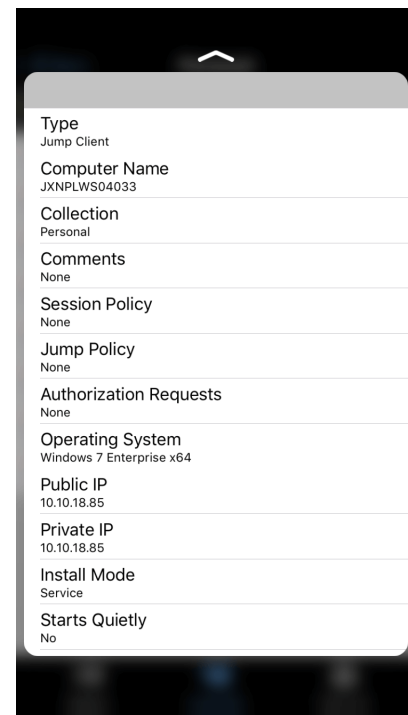 Type
Jump Client
Computer Name
JXNPLWS04033
Collection
Personal
Comments
None
Session Policy
None
Jump Policy
None
Authorization Requests
None
Operating System
Windows 7 Enterprise x64
Public IP
10.10.18.85
Private IP
10.10.18.85
Install Mode
Service
Starts Quietly
No